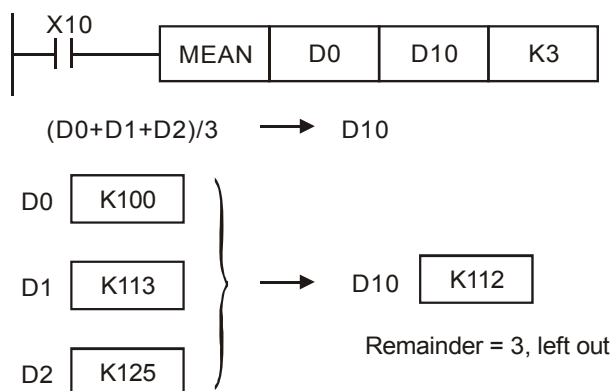 X10
MEAN D0 D10 K3
(D0+D1+D2)/3 D10
D0 K100
D1 K113
D10 K112
Remainder = 3, left out
D2 K125